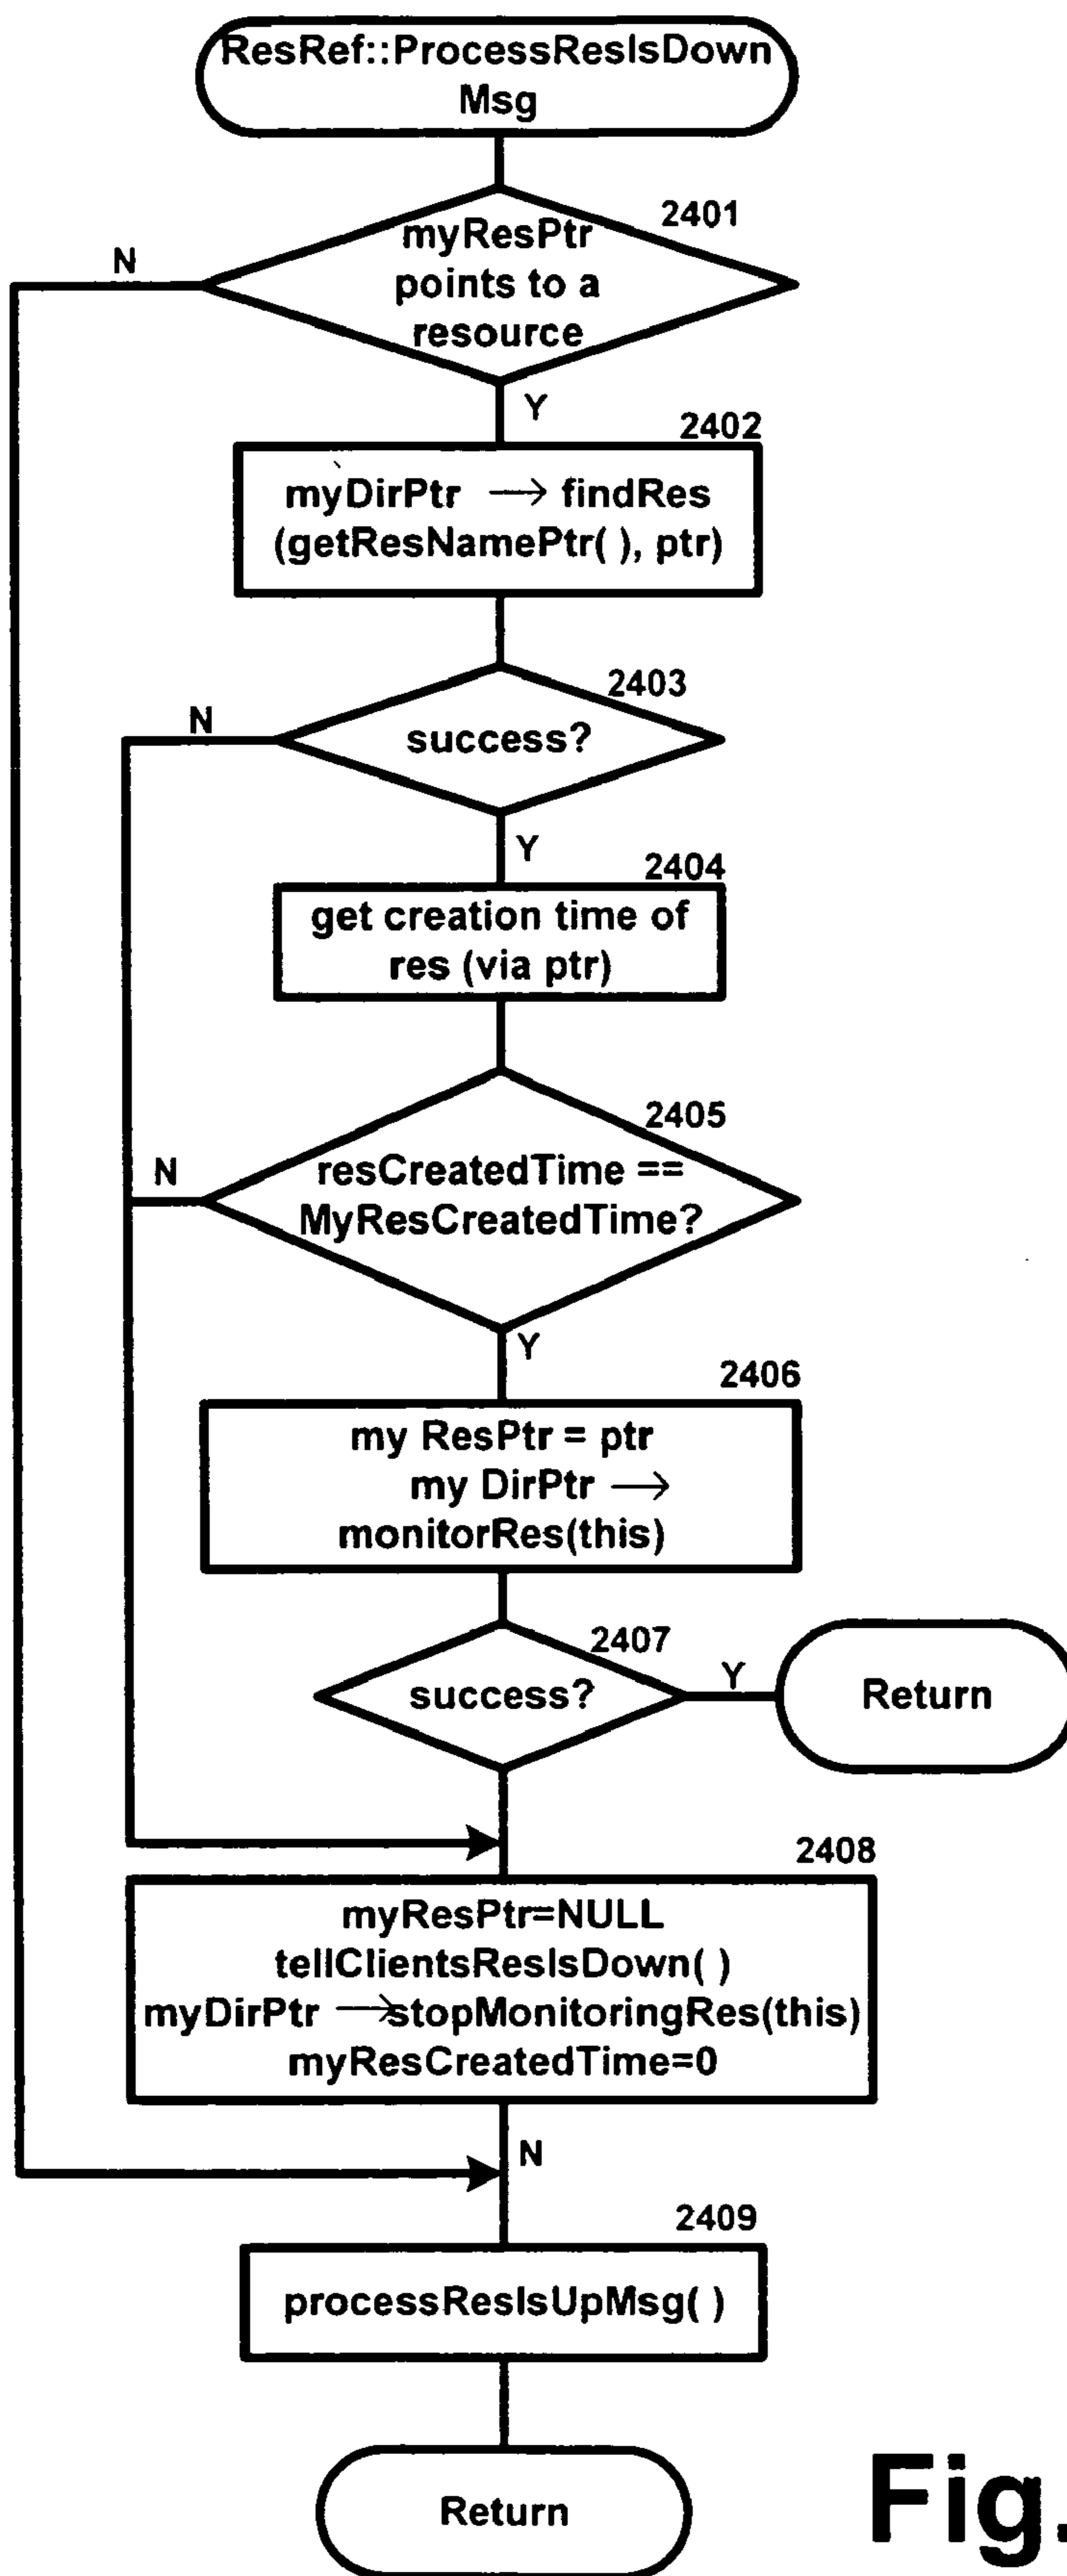 ResRef::ProcessResIsDown
Msg
2401
myResPtr
points to a
resource
N
Y
2402
myDirPtr → findRes
(getResNamePtr( ), ptr)
2403
success?
N
Y
2404
get creation time of
res (via ptr)
2405
resCreatedTime ==
MyResCreatedTime?
N
Y
2406
my ResPtr = ptr
my DirPtr →
monitorRes(this)
2407
success?
Y
Return
2408
myResPtr=NULL
tellClientsResIsDown( )
myDirPtr →stopMonitoringRes(this)
myResCreatedTime=0
N
2409
processResIsUpMsg( )
Return
Fig.